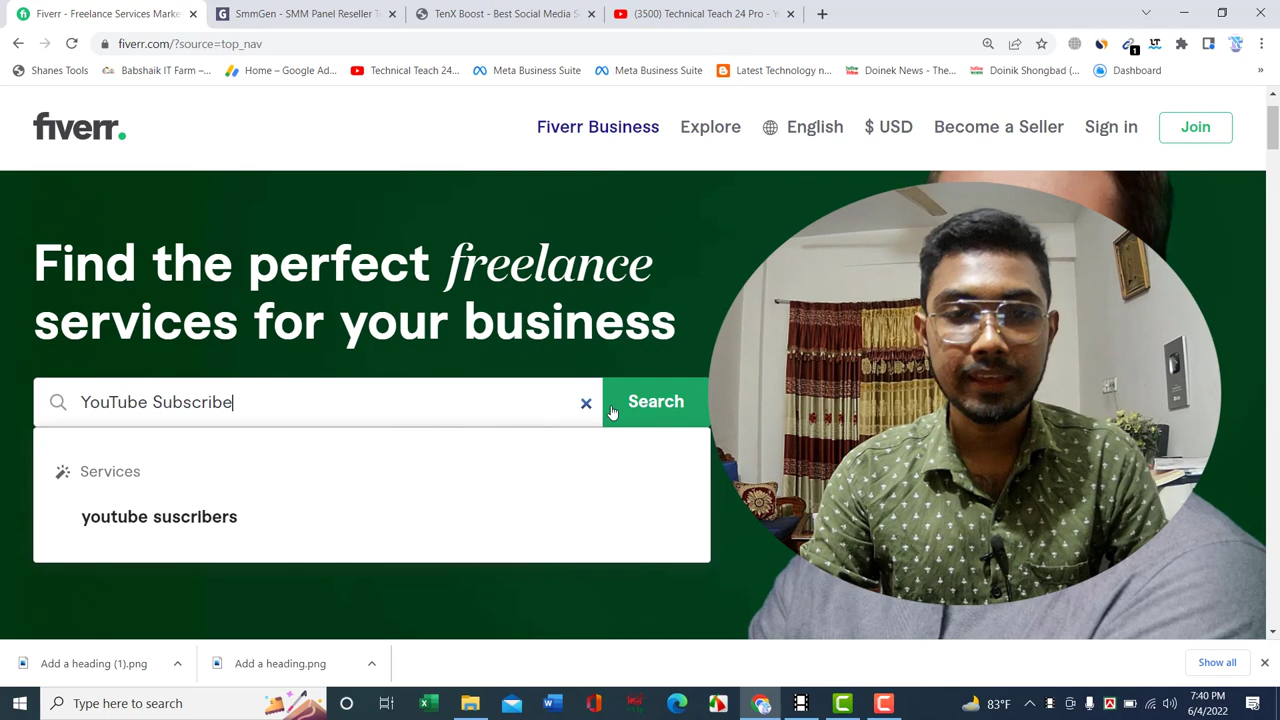 Fiverr - Freelance Services Marke
SmmGen - SMM Panel Reseller T
TenX Boost - Best Social Media S
(3500) Technical Teach 24 Pro - Y
fiverr.com/?source=top_nav
1
Shanes Tools
Babshaik IT Farm –...
Home – Google Ad...
Technical Teach 24...
Meta Business Suite
Meta Business Suite
Latest Technology n...
Doinek News - The...
Doinik Shongbad (...
Dashboard
»
fiverr.
Fiverr Business
Explore
English
$ USD
Become a Seller
Sign in
Join
Find the perfect freelance
services for your business
YouTube Subscribe
Search
Services
youtube suscribers
Add a heading (1).png
Add a heading.png
Show all
Type here to search
83°F
7:40 PM
6/4/2022